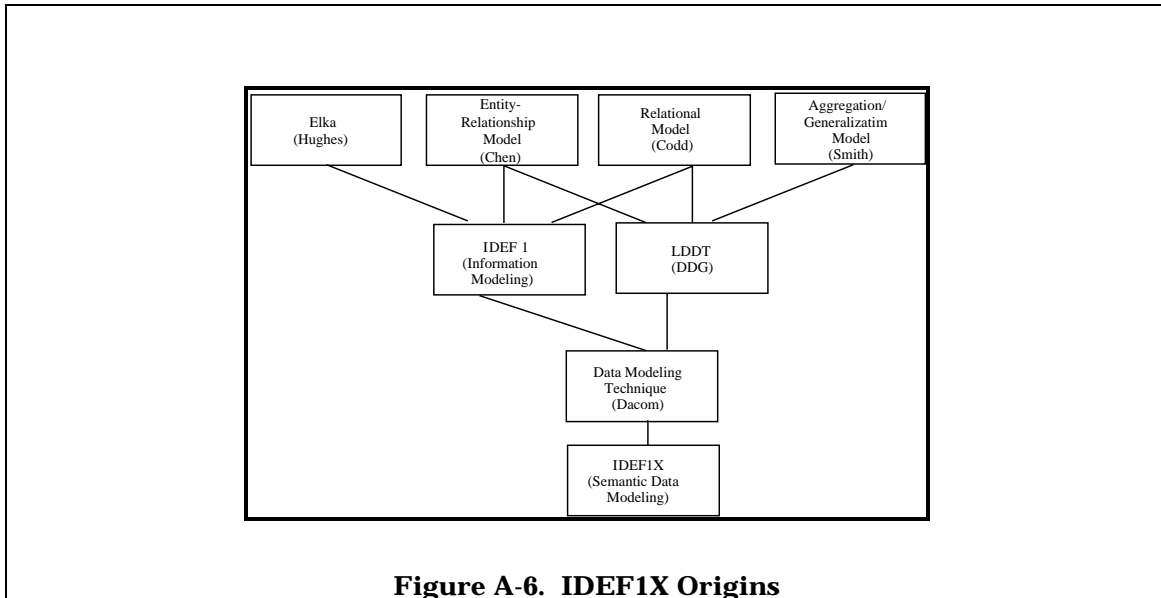 Elka
(Hughes)
Entity-
Relationship
Model
(Chen)
Relational
Model
(Codd)
Aggregation/
Generalizatim
Model
(Smith)
IDEF 1
(Information
Modeling)
LDDT
(DDG)
Data Modeling
Technique
(Dacom)
IDEF1X
(Semantic Data
Modeling)
Figure A-6. IDEF1X Origins